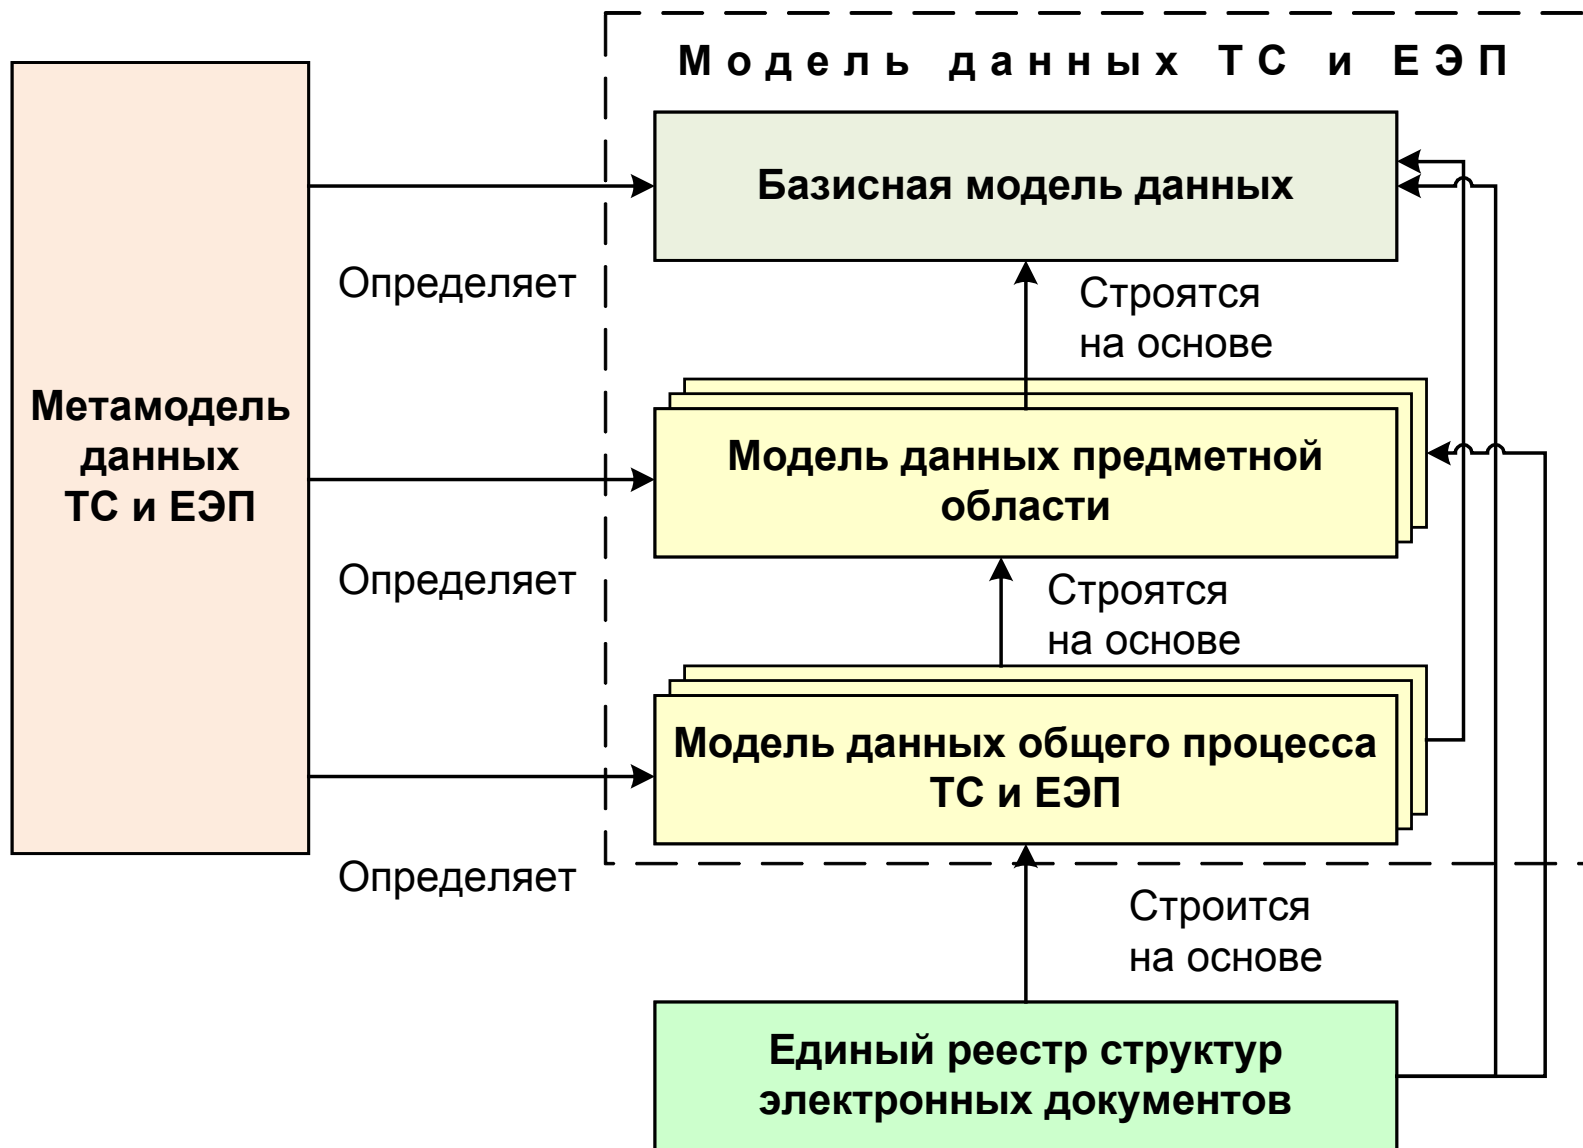 Модель данных ТС и ЕЭП
Базисная модель данных
Определяет
Строятся
на основе
Метамодель
данных
ТС и ЕЭП
Модель данных предметной
области
Определяет
Строятся
на основе
Модель данных общего процесса
ТС и ЕЭП
Определяет
Строится
на основе
Единый реестр структур
электронных документов